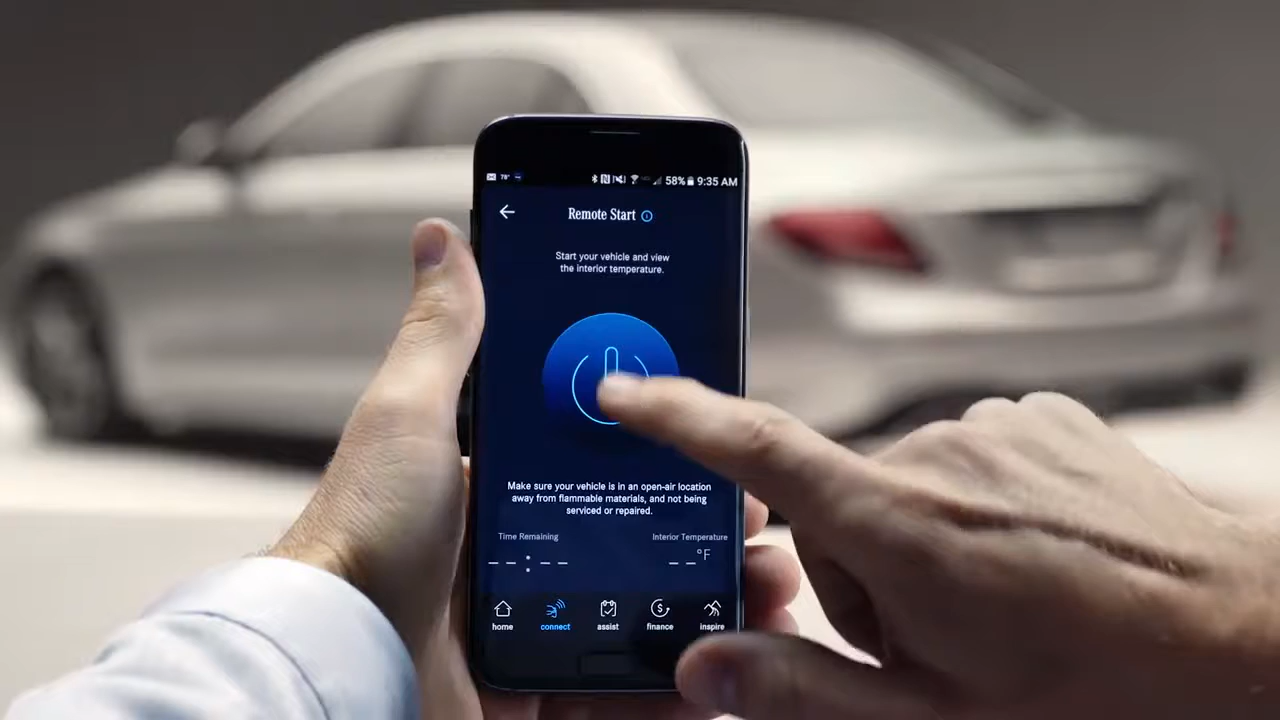 78° 58% 9:35 AM
Remote Start
Start your vehicle and view
the interior temperature.
Make sure your vehicle is in an open-air location
away from flammable materials, and not being
serviced or repaired.
Time Remaining Interior Temperature
– – : – – – – °F
home connect assist finance inspire